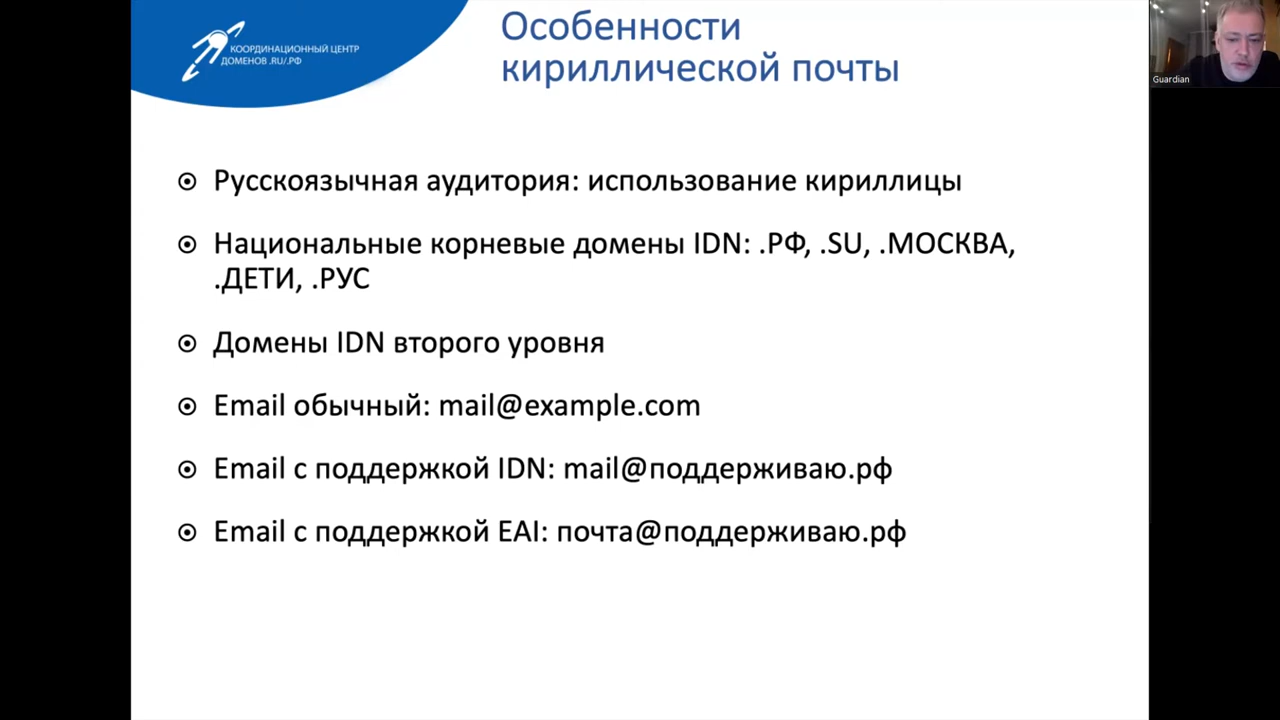 КООРДИНАЦИОННЫЙ ЦЕНТР
ДОМЕНОВ .RU/.РФ
Особенности
кириллической почты
Guardian
Русскоязычная аудитория: использование кириллицы
Национальные корневые домены IDN: .РФ, .SU, .МОСКВА,
.ДЕТИ, .РУС
Домены IDN второго уровня
Email обычный: mail@example.com
Email с поддержкой IDN: mail@поддерживаю.рф
Email с поддержкой EAI: почта@поддерживаю.рф